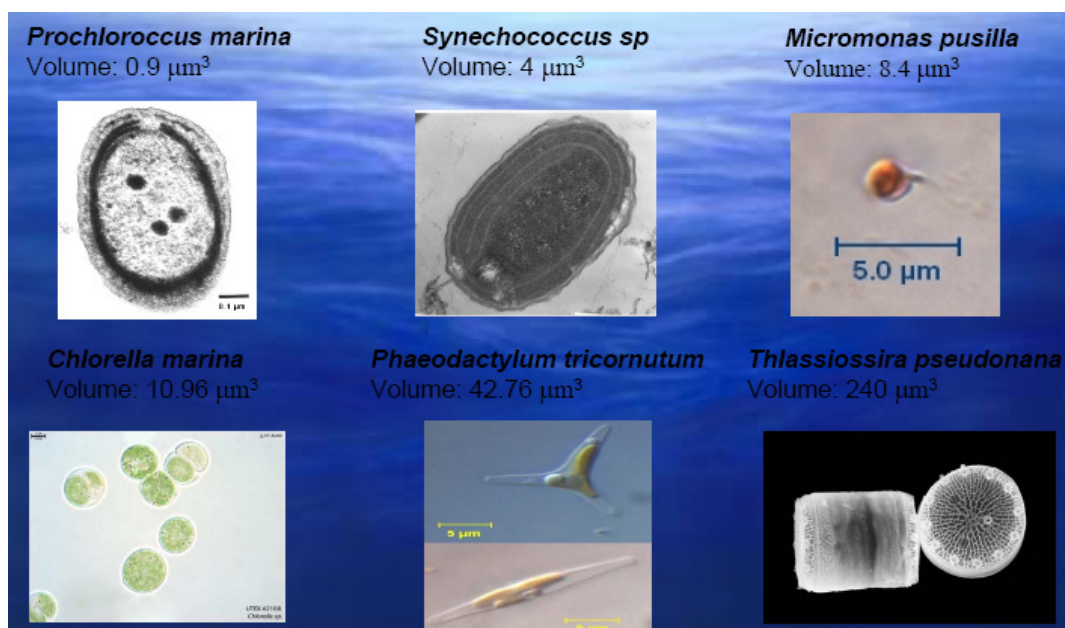 Prochloroccus marina
Volume: 0.9 µm³
Synechococcus sp
Volume: 4 µm³
Micromonas pusilla
Volume: 8.4 µm³
0.1 µm
5.0 µm
Chlorella marina
Volume: 10.96 µm³
Phaeodactylum tricornutum
Volume: 42.76 µm³
Thlassiossira pseudonana
Volume: 240 µm³
5 µm
Chlorella sp.